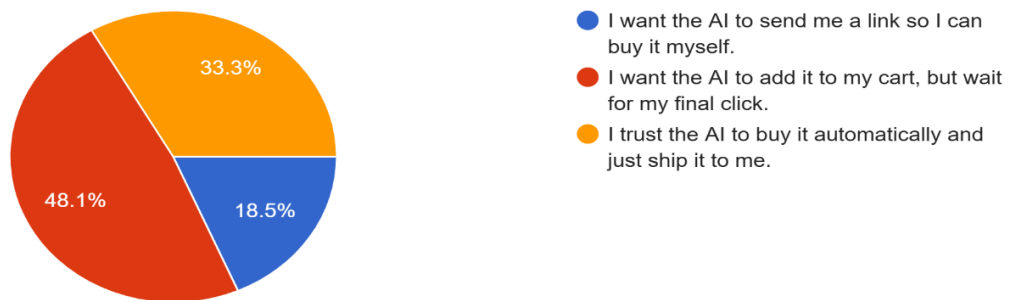 33.3%
48.1%
18.5%
I want the AI to send me a link so I can
buy it myself.
I want the AI to add it to my cart, but wait
for my final click.
I trust the AI to buy it automatically and
just ship it to me.